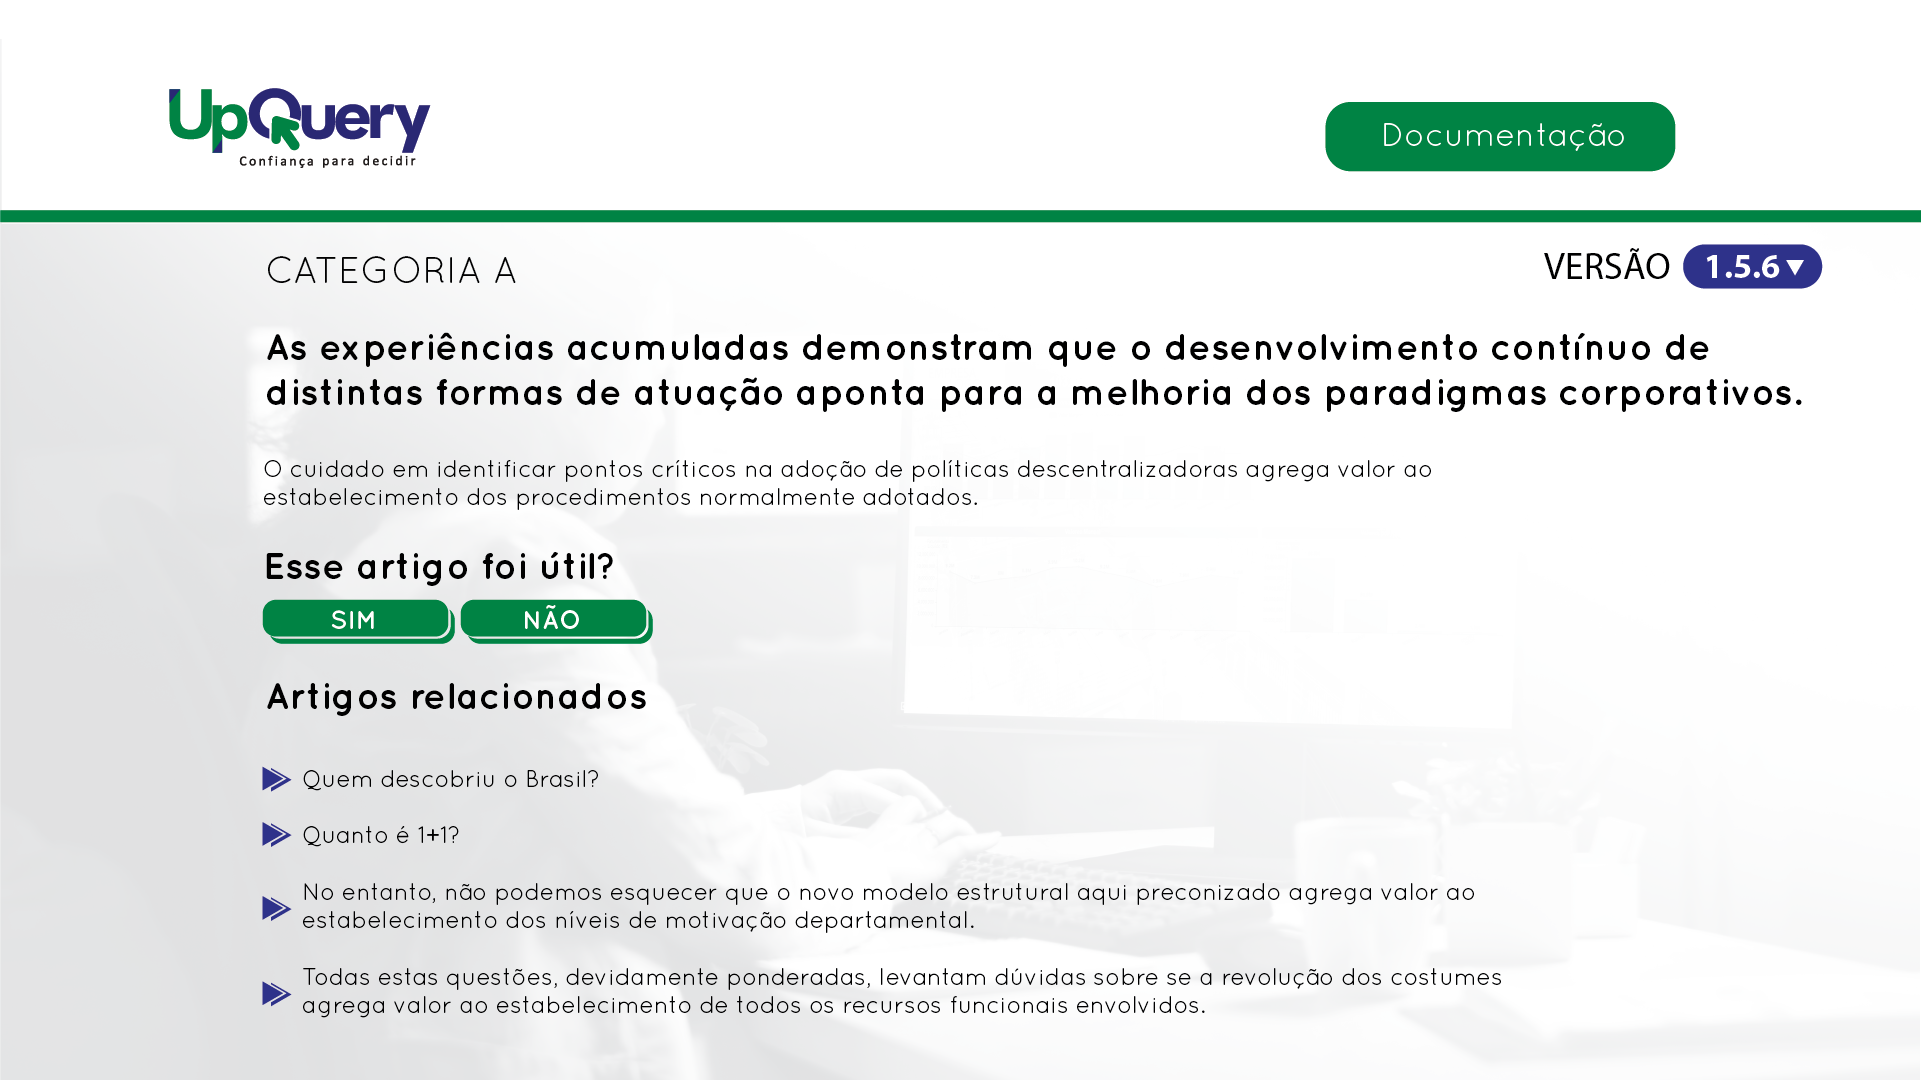 UpQuery
Confiança para decidir
Documentação
CATEGORIA A
VERSÃO 1.5.6
As experiências acumuladas demonstram que o desenvolvimento contínuo de
distintas formas de atuação aponta para a melhoria dos paradigmas corporativos.
O cuidado em identificar pontos críticos na adoção de políticas descentralizadoras agrega valor ao
estabelecimento dos procedimentos normalmente adotados.
Esse artigo foi útil?
SIM NÃO
Artigos relacionados
Quem descobriu o Brasil?
Quanto é 1+1?
No entanto, não podemos esquecer que o novo modelo estrutural aqui preconizado agrega valor ao
estabelecimento dos níveis de motivação departamental.
Todas estas questões, devidamente ponderadas, levantam dúvidas sobre se a revolução dos costumes
agrega valor ao estabelecimento de todos os recursos funcionais envolvidos.